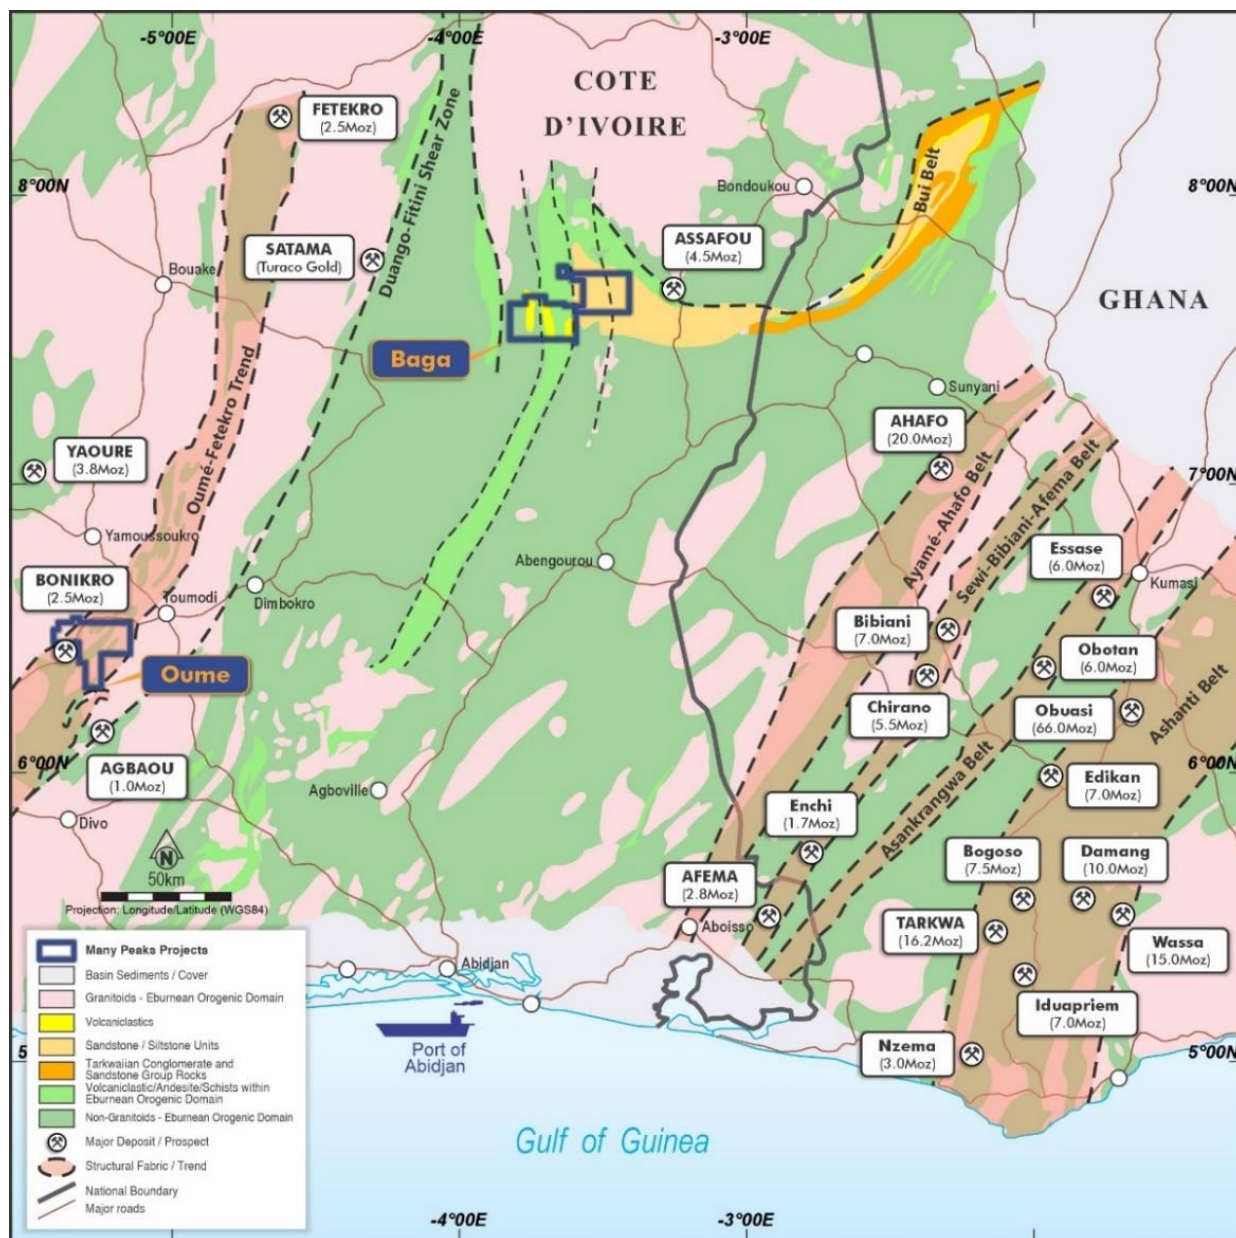 -5°00E
-4°00E
-3°00E
COTE
D'IVOIRE
FETEKRO
(2.5Moz)
8°00N
8°00N
Bondoukou
Bui Belt
Duango-Fitini Shear Zone
SATAMA
(Turaco Gold)
ASSAFOU
(4.5Moz)
Bouake
GHANA
Baga
Sunyani
Oumé-Fetekro Trend
AHAFO
(20.0Moz)
YAOURE
(3.8Moz)
7°00N
Ayamé-Ahafo Belt
Sewi-Bibiani-Afema Belt
Yamoussoukro
Essase
(6.0Moz)
Abengourou
Kumasi
BONIKRO
(2.5Moz)
Toumodi
Dimbokro
Bibiani
(7.0Moz)
Obotan
(6.0Moz)
Oume
Chirano
(5.5Moz)
Obuasi
(66.0Moz)
Ashanti Belt
6°00N
6°00N
AGBAOU
(1.0Moz)
Asankrangwa Belt
Edikan
(7.0Moz)
Agboville
Enchi
(1.7Moz)
Divo
N
50km
Projection: Longitude/Latitude (WGS84)
Bogoso
(7.5Moz)
Damang
(10.0Moz)
AFEMA
(2.8Moz)
Aboisso
TARKWA
(16.2Moz)
Wassa
(15.0Moz)
Abidjan
Iduapriem
(7.0Moz)
Port of
Abidjan
Nzema
(3.0Moz)
5
5°00N
Many Peaks Projects
Basin Sediments / Cover
Granitoids - Eburnean Orogenic Domain
Volcaniclastics
Sandstone / Siltstone Units
Tarkwaiian Conglomerate and
Sandstone Group Rocks
Volcaniclastic/Andesite/Schists within
Eburnean Orogenic Domain
Non-Granitoids - Eburnean Orogenic Domain
Major Deposit / Prospect
Structural Fabric / Trend
National Boundary
Major roads
Gulf of Guinea
-4°00E
-3°00E